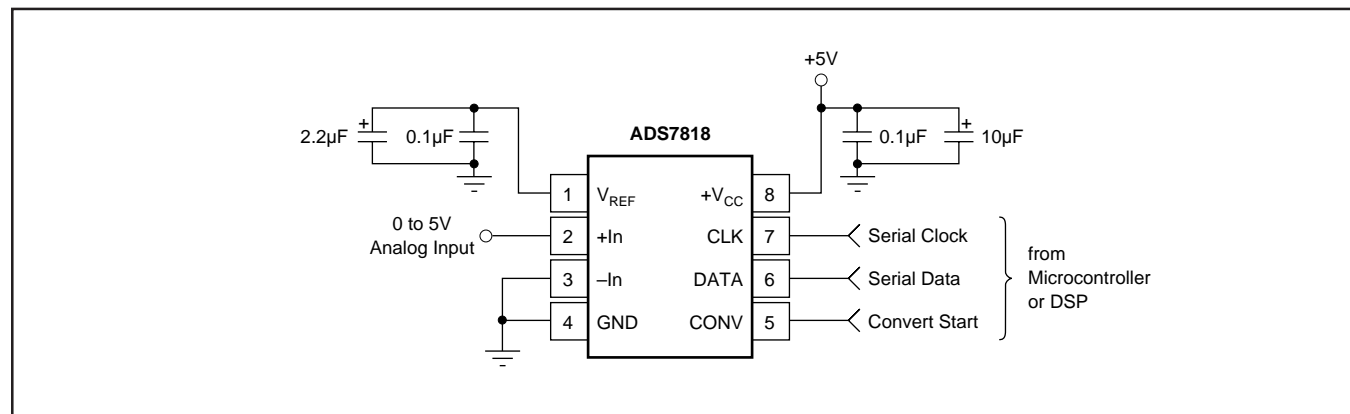 +5V
2.2µF
+
0.1µF
ADS7818
0.1µF
+
10µF
1
V_REF
+V_CC
8
0 to 5V
Analog Input
2
+In
CLK
7
Serial Clock
3
–In
DATA
6
Serial Data
4
GND
CONV
5
Convert Start
from
Microcontroller
or DSP